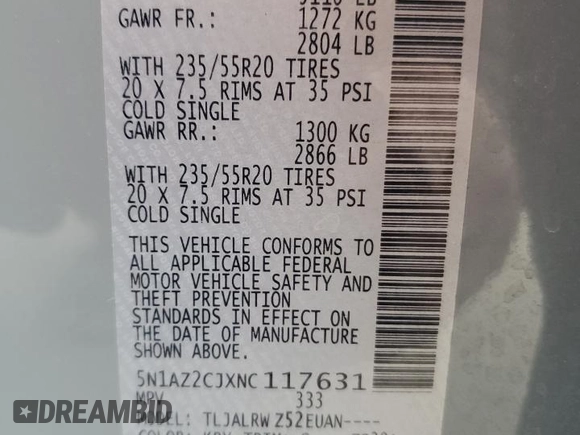 GAWR FR.: 1272 KG
2804 LB
WITH 235/55R20 TIRES
20 X 7.5 RIMS AT 35 PSI
COLD SINGLE
GAWR RR.: 1300 KG
2866 LB
WITH 235/55R20 TIRES
20 X 7.5 RIMS AT 35 PSI
COLD SINGLE
THIS VEHICLE CONFORMS TO
ALL APPLICABLE FEDERAL
MOTOR VEHICLE SAFETY AND
THEFT PREVENTION
STANDARDS IN EFFECT ON
THE DATE OF MANUFACTURE
SHOWN ABOVE.
5N1AZ2CJXNC117631
MPV 333
MODEL: TLJALRW Z52EUAN----
DREAMBID